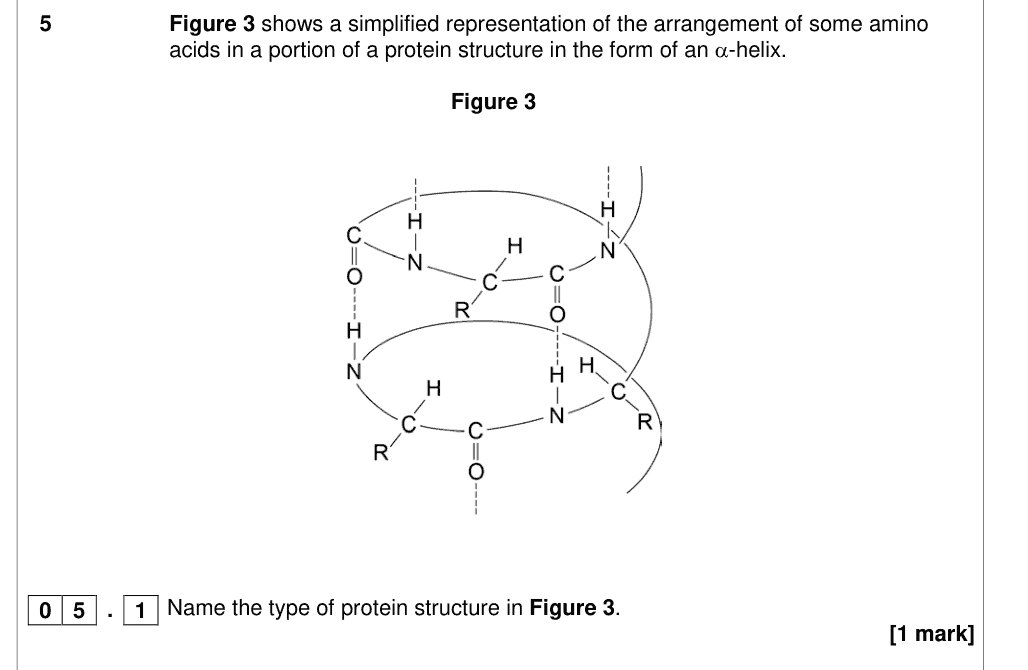 5 Figure 3 shows a simplified representation of the arrangement of some amino
acids in a portion of a protein structure in the form of an α-helix.
Figure 3
H
H
C
H
N
N
C
O
C
R
O
H
H
H
N
H
C
N
R
C
C
R
O
0 5 . 1 Name the type of protein structure in Figure 3.
[1 mark]